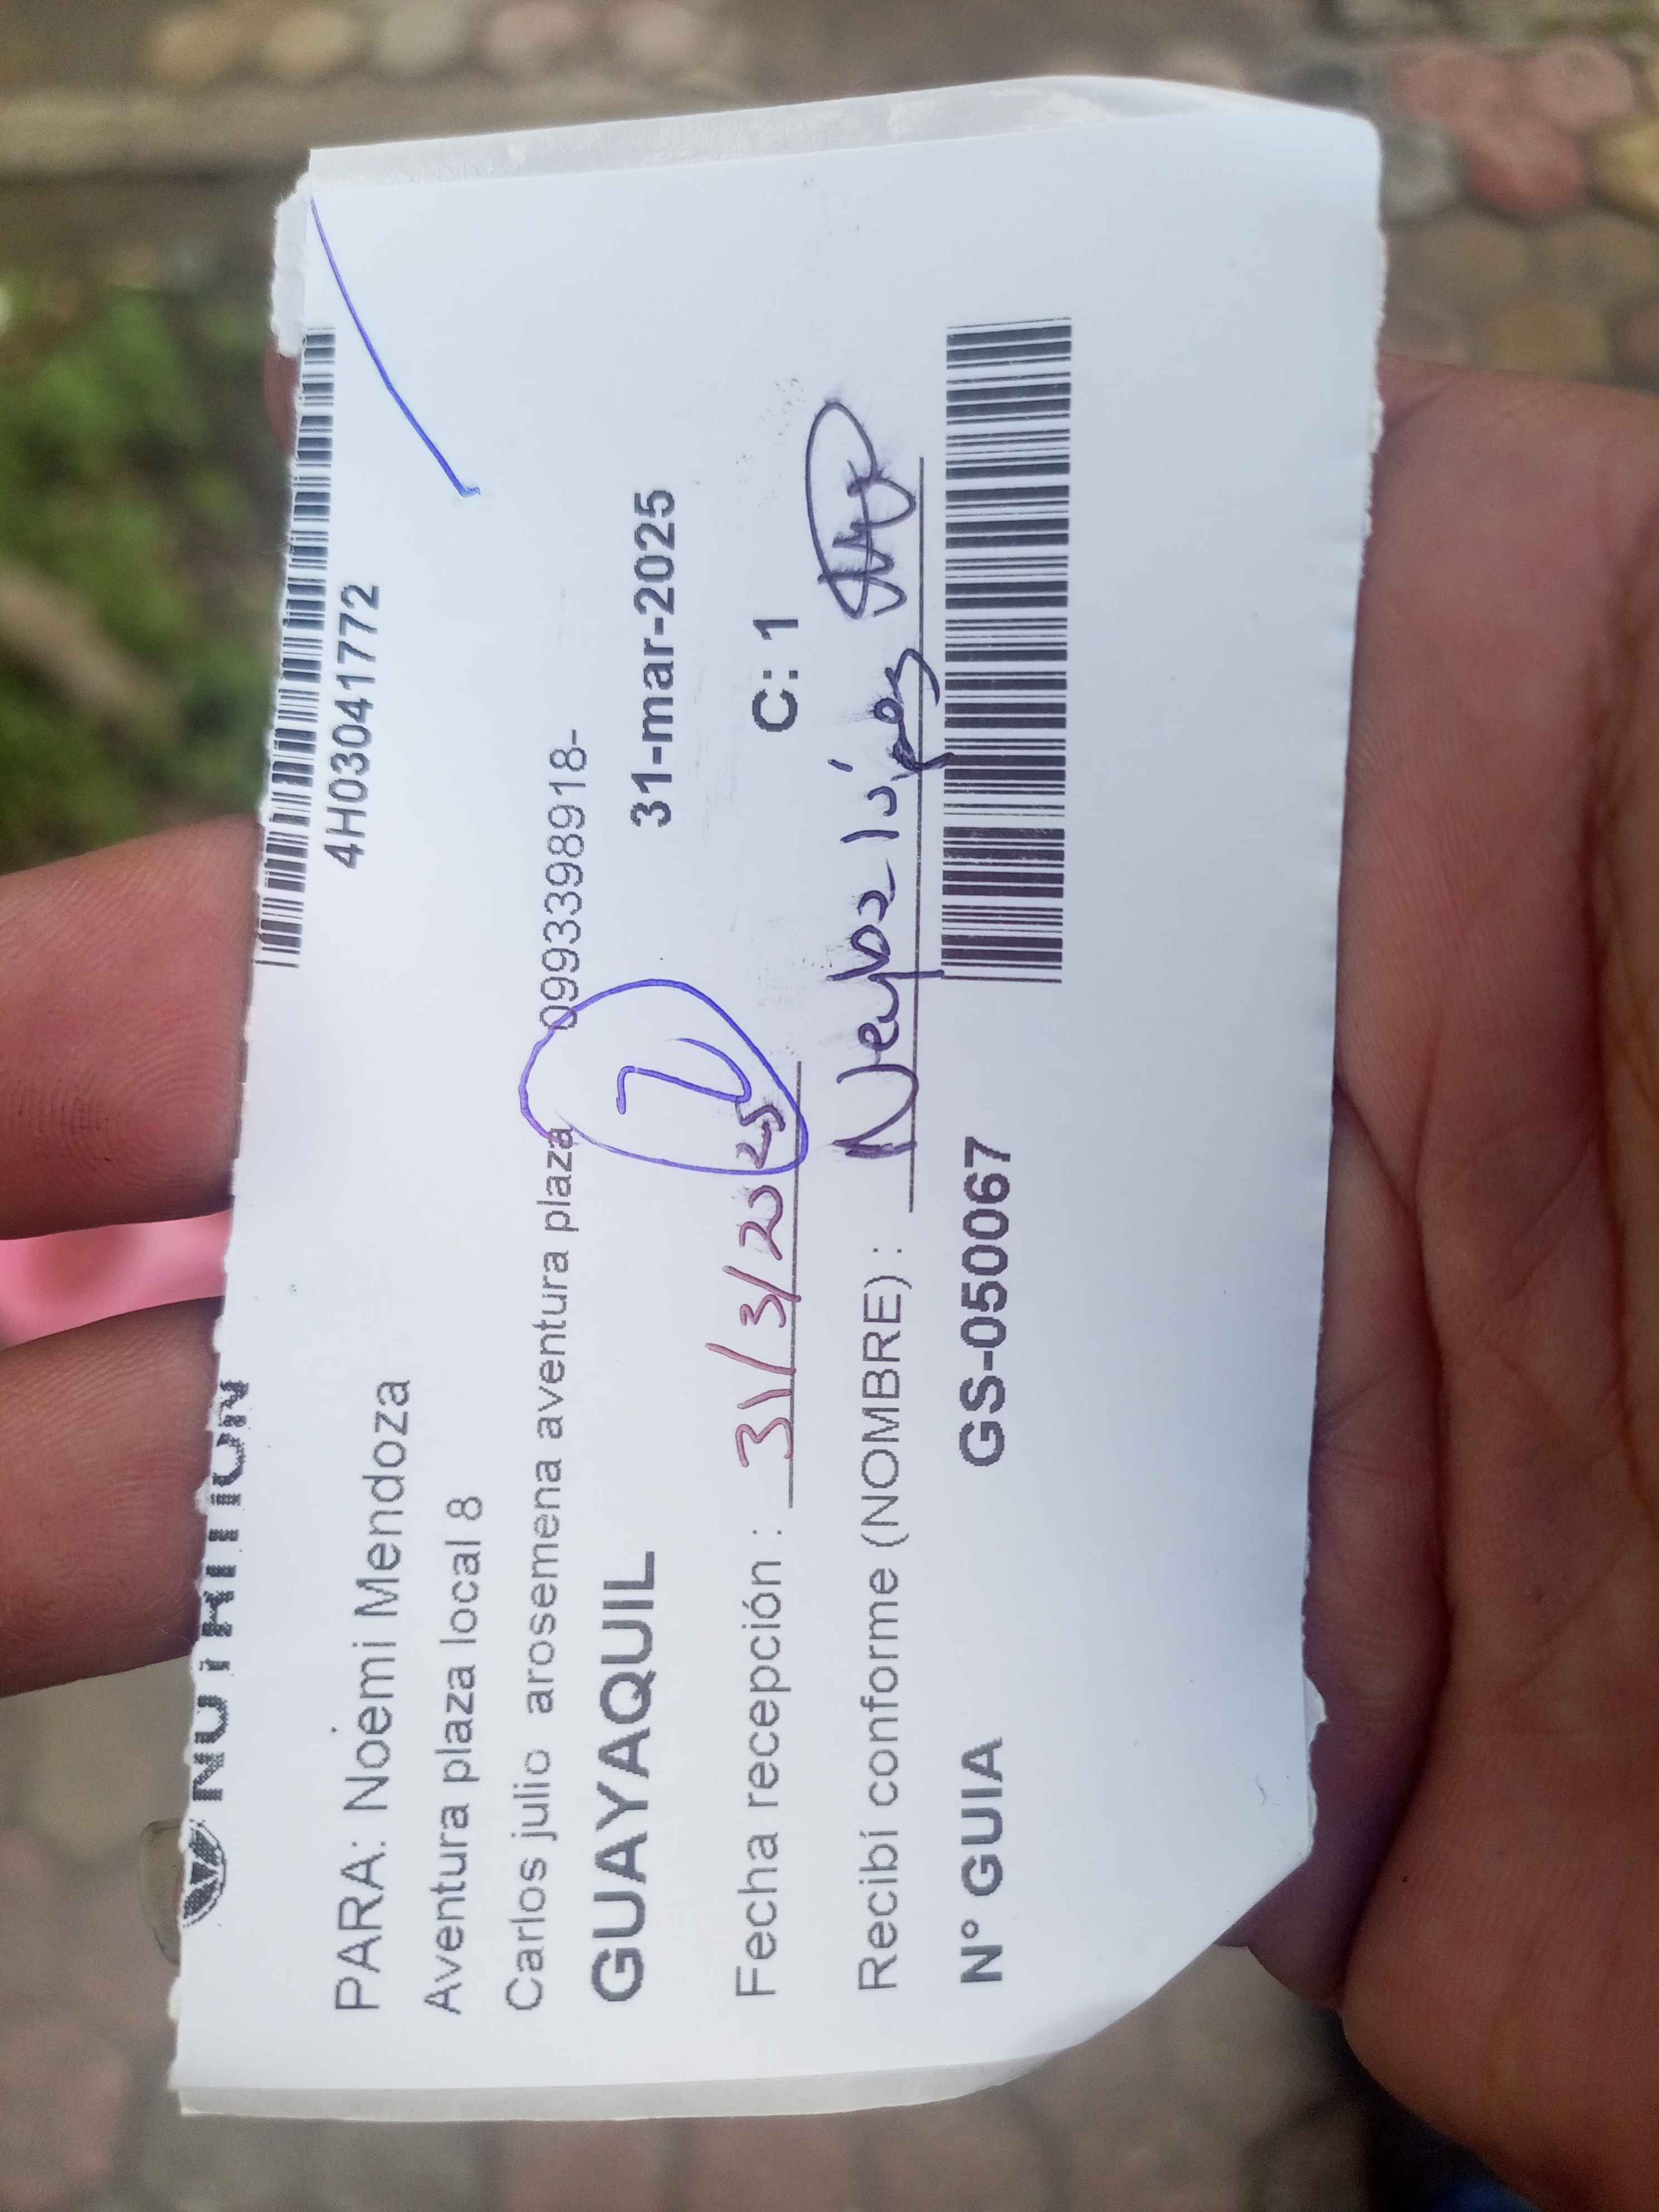 NUTRITION
4H03041772
PARA: Noemi Mendoza
Aventura plaza local 8
Carlos julio arosemena aventura plaza 0993398918-
GUAYAQUIL 31-mar-2025
Fecha recepción : 31/3/2025 C: 1
Recibí conforme (NOMBRE) :
N° GUIA GS-050067